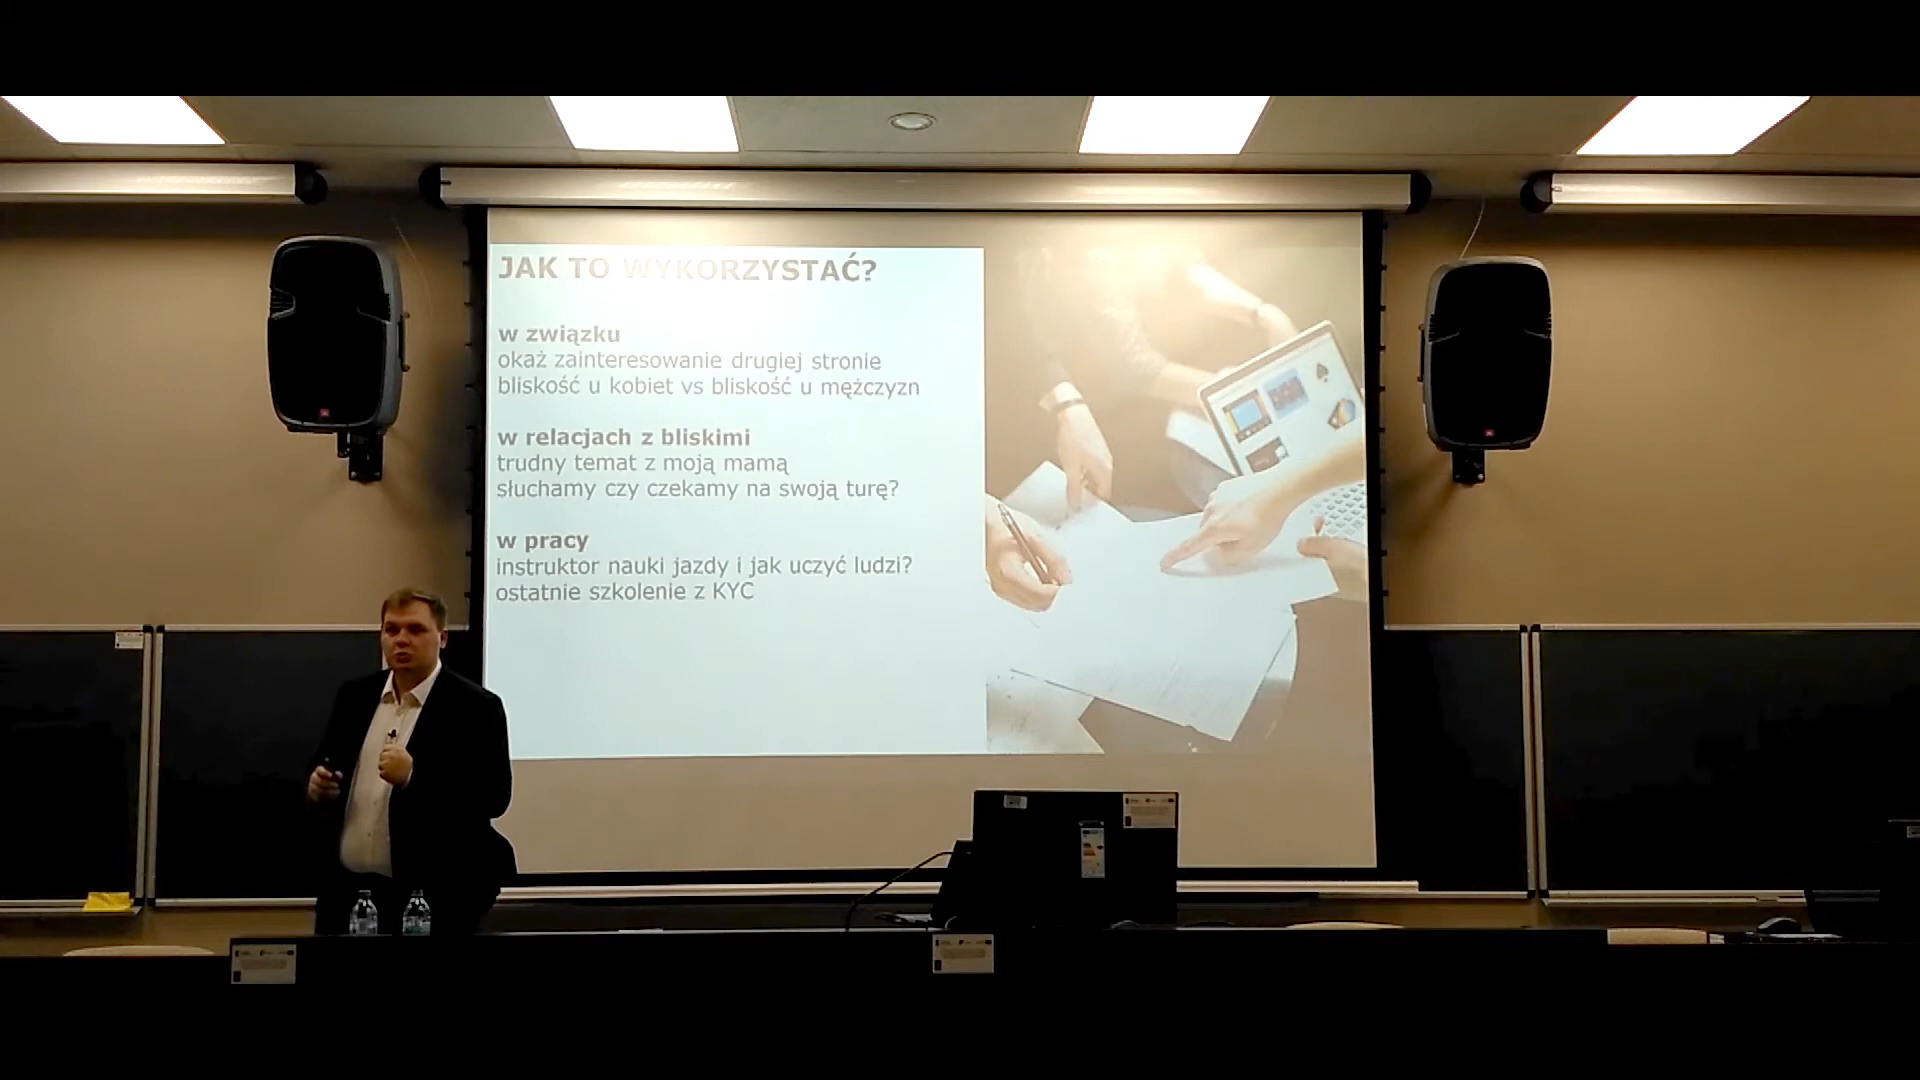 JAK TO WYKORZYSTAĆ?
w związku
okaż zainteresowanie drugiej stronie
bliskość u kobiet vs bliskość u mężczyzn
w relacjach z bliskimi
trudny temat z moją mamą
słuchamy czy czekamy na swoją turę?
w pracy
instruktor nauki jazdy i jak uczyć ludzi?
ostatnie szkolenie z KYC